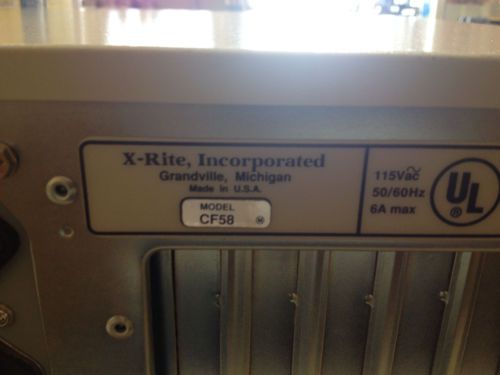 X-Rite, Incorporated
Grandville, Michigan
Made in U.S.A.
MODEL
CF58
115Vac
50/60Hz
6A max
UL
®